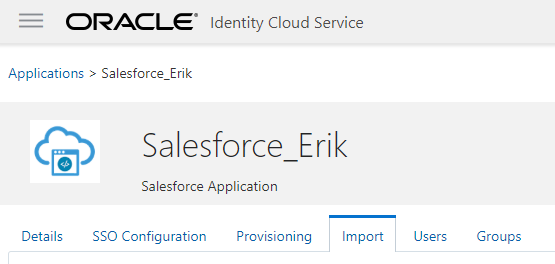 ORACLE® Identity Cloud Service
Applications > Salesforce_Erik
Salesforce_Erik
Salesforce Application
Details SSO Configuration Provisioning Import Users Groups